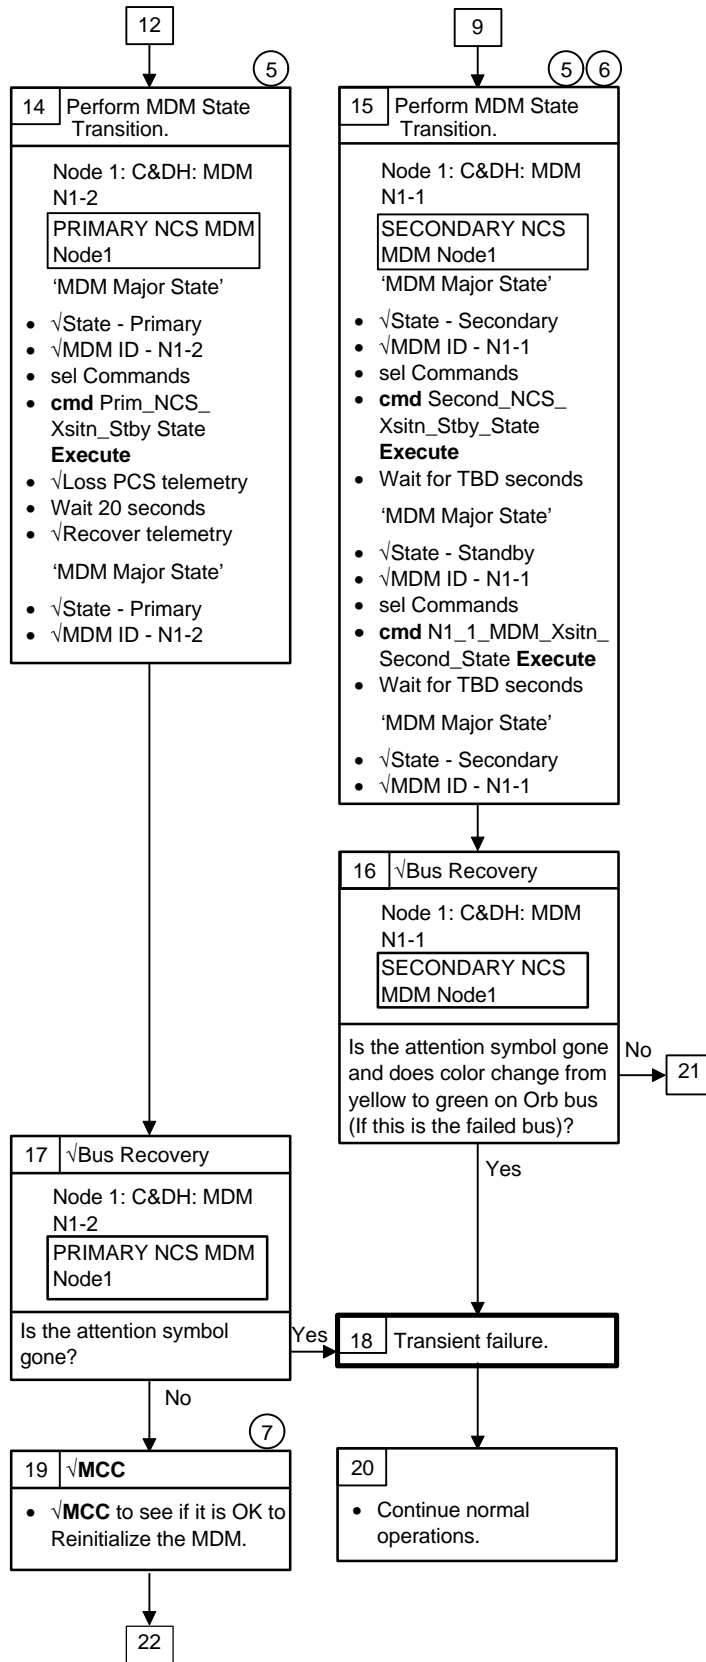 12
5
14 Perform MDM State
Transition.
Node 1: C&DH: MDM
N1-2
PRIMARY NCS MDM
Node1
‘MDM Major State’
• √State - Primary
• √MDM ID - N1-2
• sel Commands
• cmd Prim_NCS_
Xsitn_Stby State
Execute
• √Loss PCS telemetry
• Wait 20 seconds
• √Recover telemetry
‘MDM Major State’
• √State - Primary
• √MDM ID - N1-2
17 √Bus Recovery
Node 1: C&DH: MDM
N1-2
PRIMARY NCS MDM
Node1
Is the attention symbol
gone?
Yes
No
7
19 √MCC
• √MCC to see if it is OK to
Reinitialize the MDM.
22
9
5 6
15 Perform MDM State
Transition.
Node 1: C&DH: MDM
N1-1
SECONDARY NCS
MDM Node1
‘MDM Major State’
• √State - Secondary
• √MDM ID - N1-1
• sel Commands
• cmd Second_NCS_
Xsitn_Stby_State
Execute
• Wait for TBD seconds
‘MDM Major State’
• √State - Standby
• √MDM ID - N1-1
• sel Commands
• cmd N1_1_MDM_Xsitn_
Second_State Execute
• Wait for TBD seconds
‘MDM Major State’
• √State - Secondary
• √MDM ID - N1-1
16 √Bus Recovery
Node 1: C&DH: MDM
N1-1
SECONDARY NCS
MDM Node1
Is the attention symbol gone
and does color change from
yellow to green on Orb bus
(If this is the failed bus)?
No
21
Yes
18 Transient failure.
20
• Continue normal
operations.